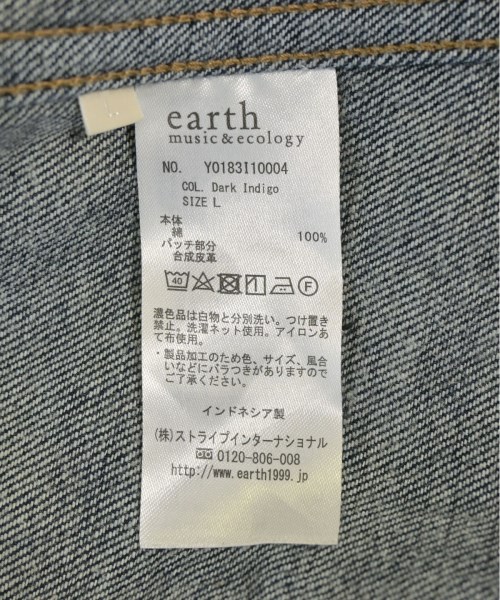 earth
music&ecology
NO. Y0183I10004
COL. Dark Indigo
SIZE L
本体
綿 100%
パッチ部分
合成皮革
40 F
濃色品は白物と分別洗い。つけ置き
禁止。洗濯ネット使用。アイロンあ
て布使用。
・製品加工のため色、サイズ、風合
いなどにバラつきがありますので
ご了承ください。
インドネシア製
(株)ストライプインターナショナル
0120-806-008
http://www.earth1999.jp